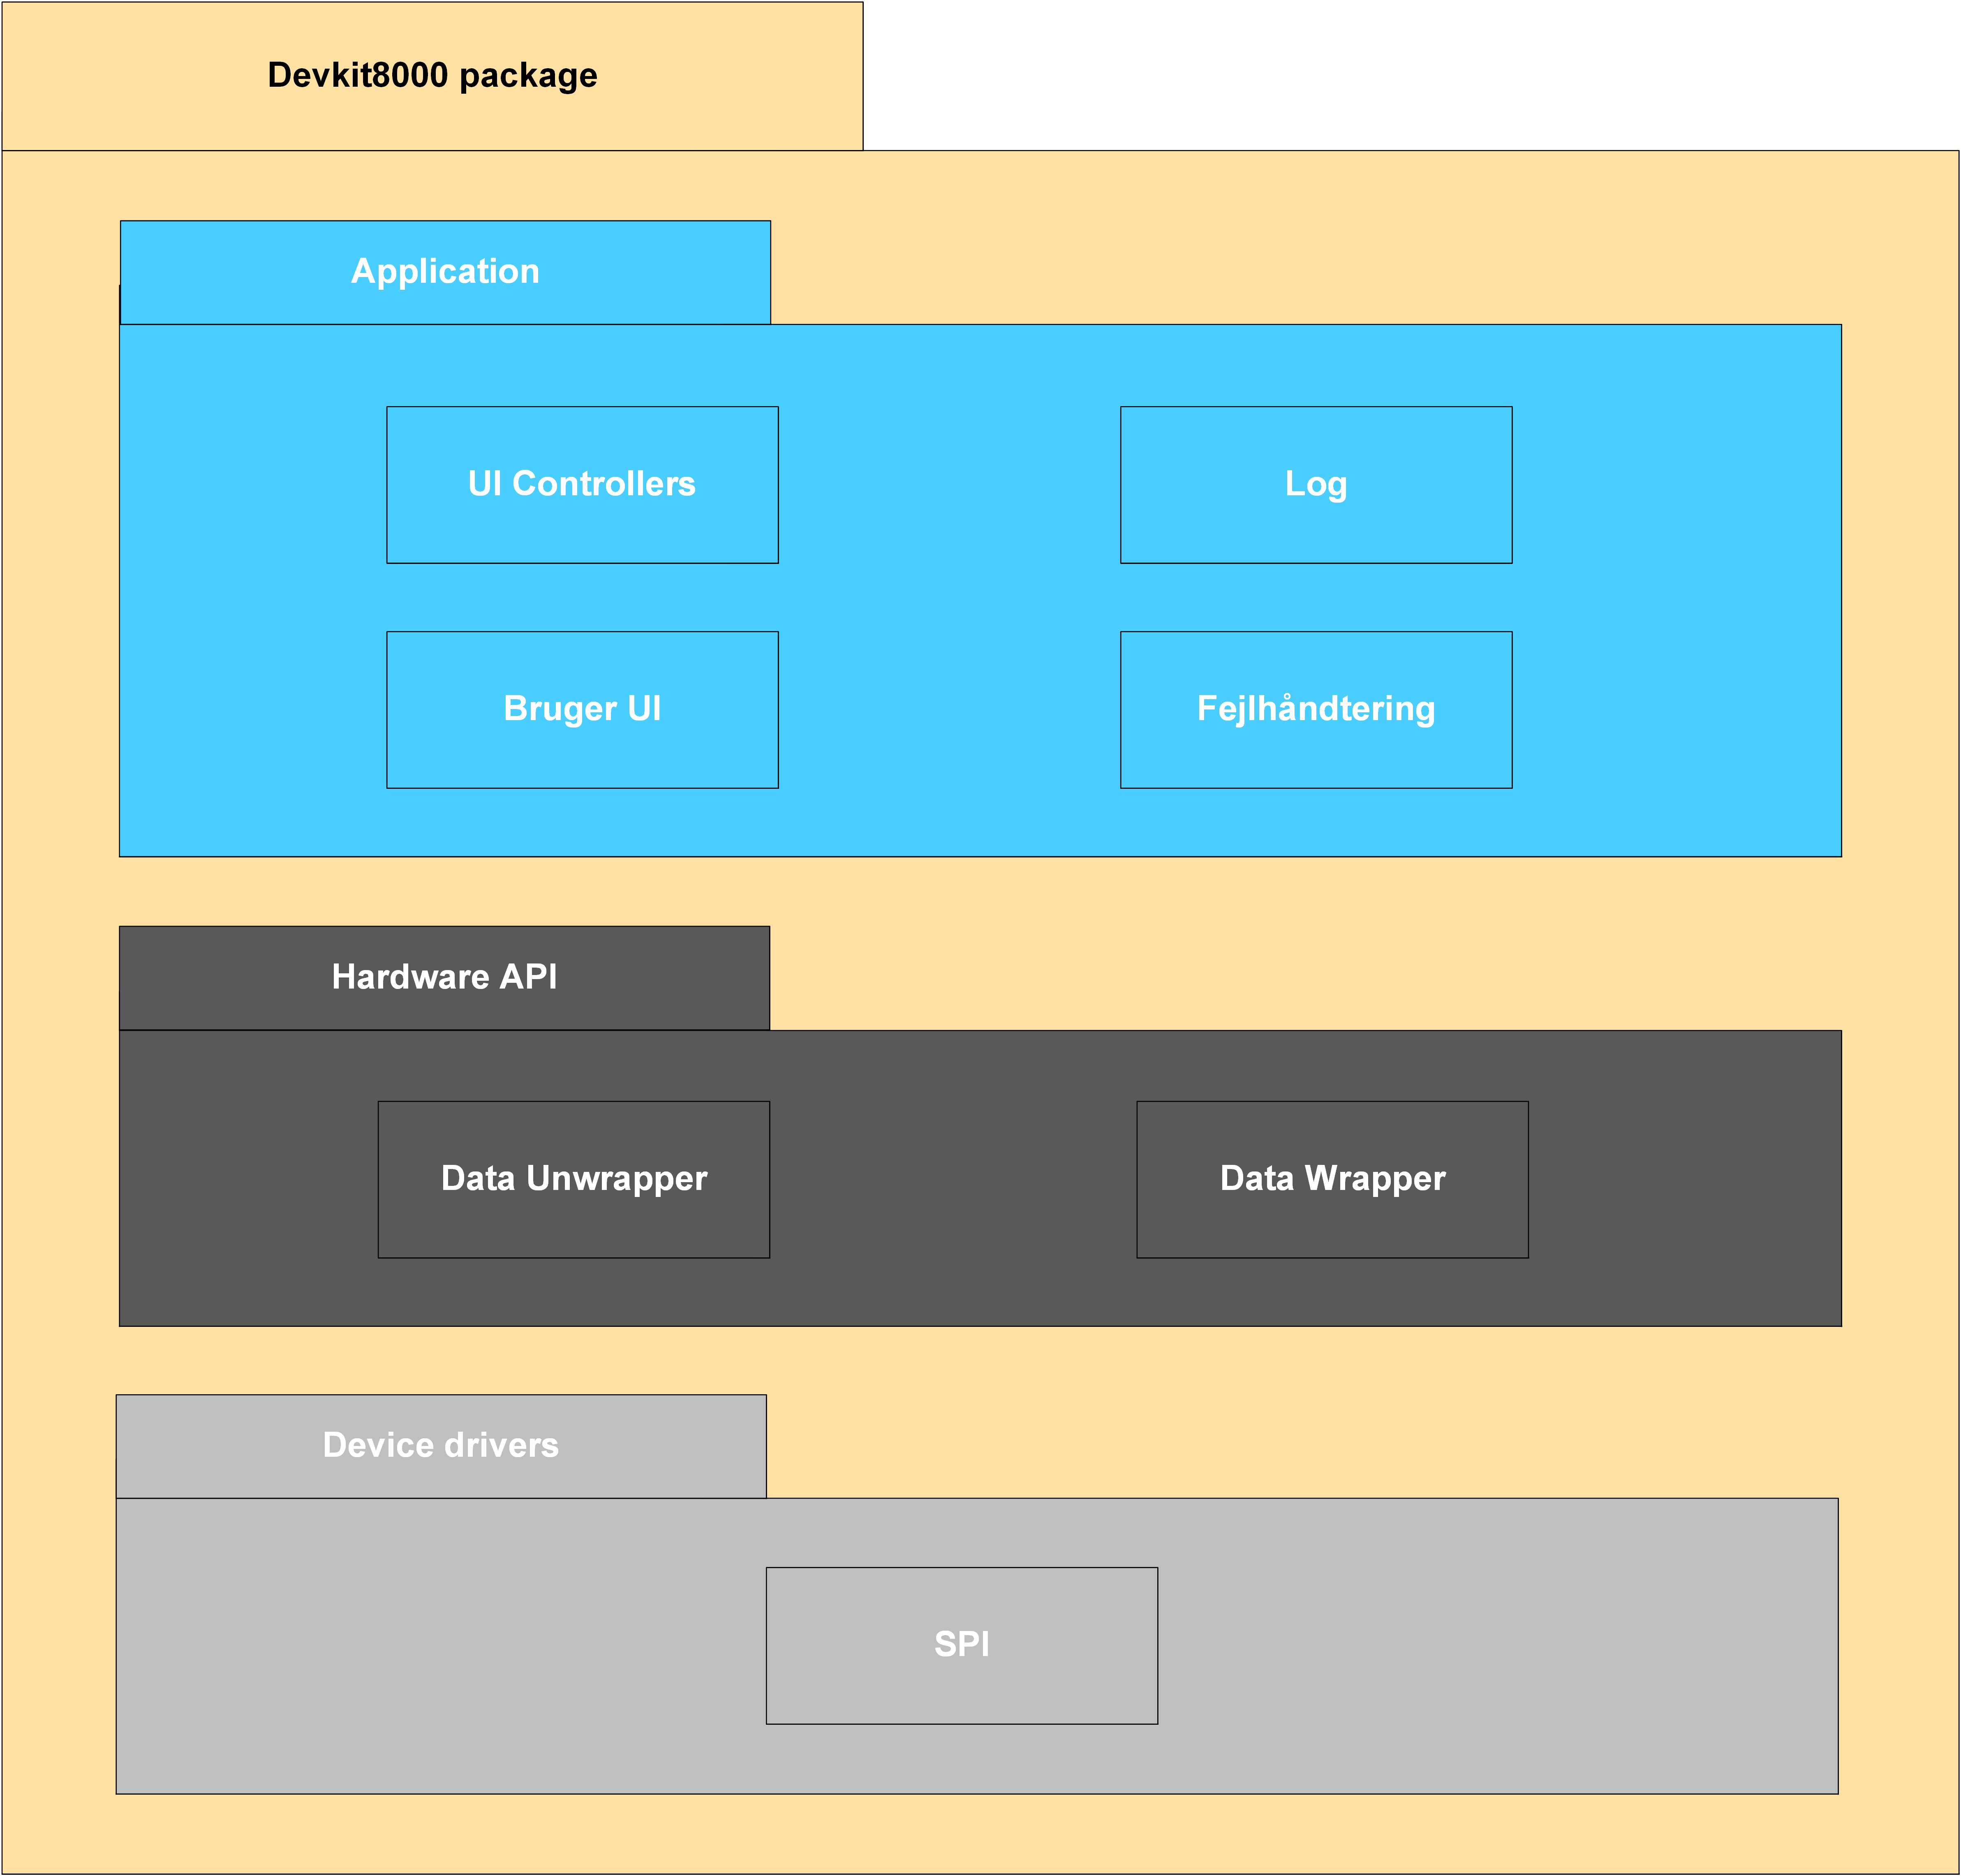 Devkit8000 package
Application
UI Controllers
Log
Bruger UI
Fejlhåndtering
Hardware API
Data Unwrapper
Data Wrapper
Device drivers
SPI